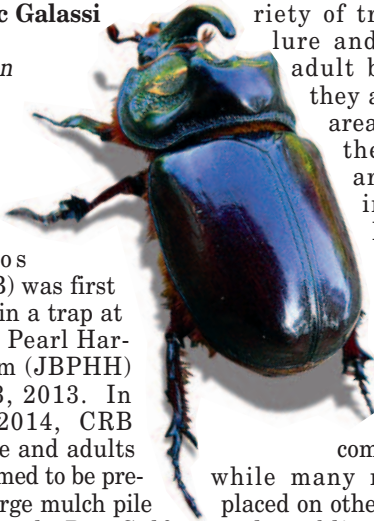 c Galassi
n
os
3) was first
in a trap at
Pearl Har-
m (JBPHH)
3, 2013. In
2014, CRB
e and adults
med to be pre-
rge mulch pile
riety of tr
lure and
adult b
they a
area
the
ar
in
com
while many r
placed on othe